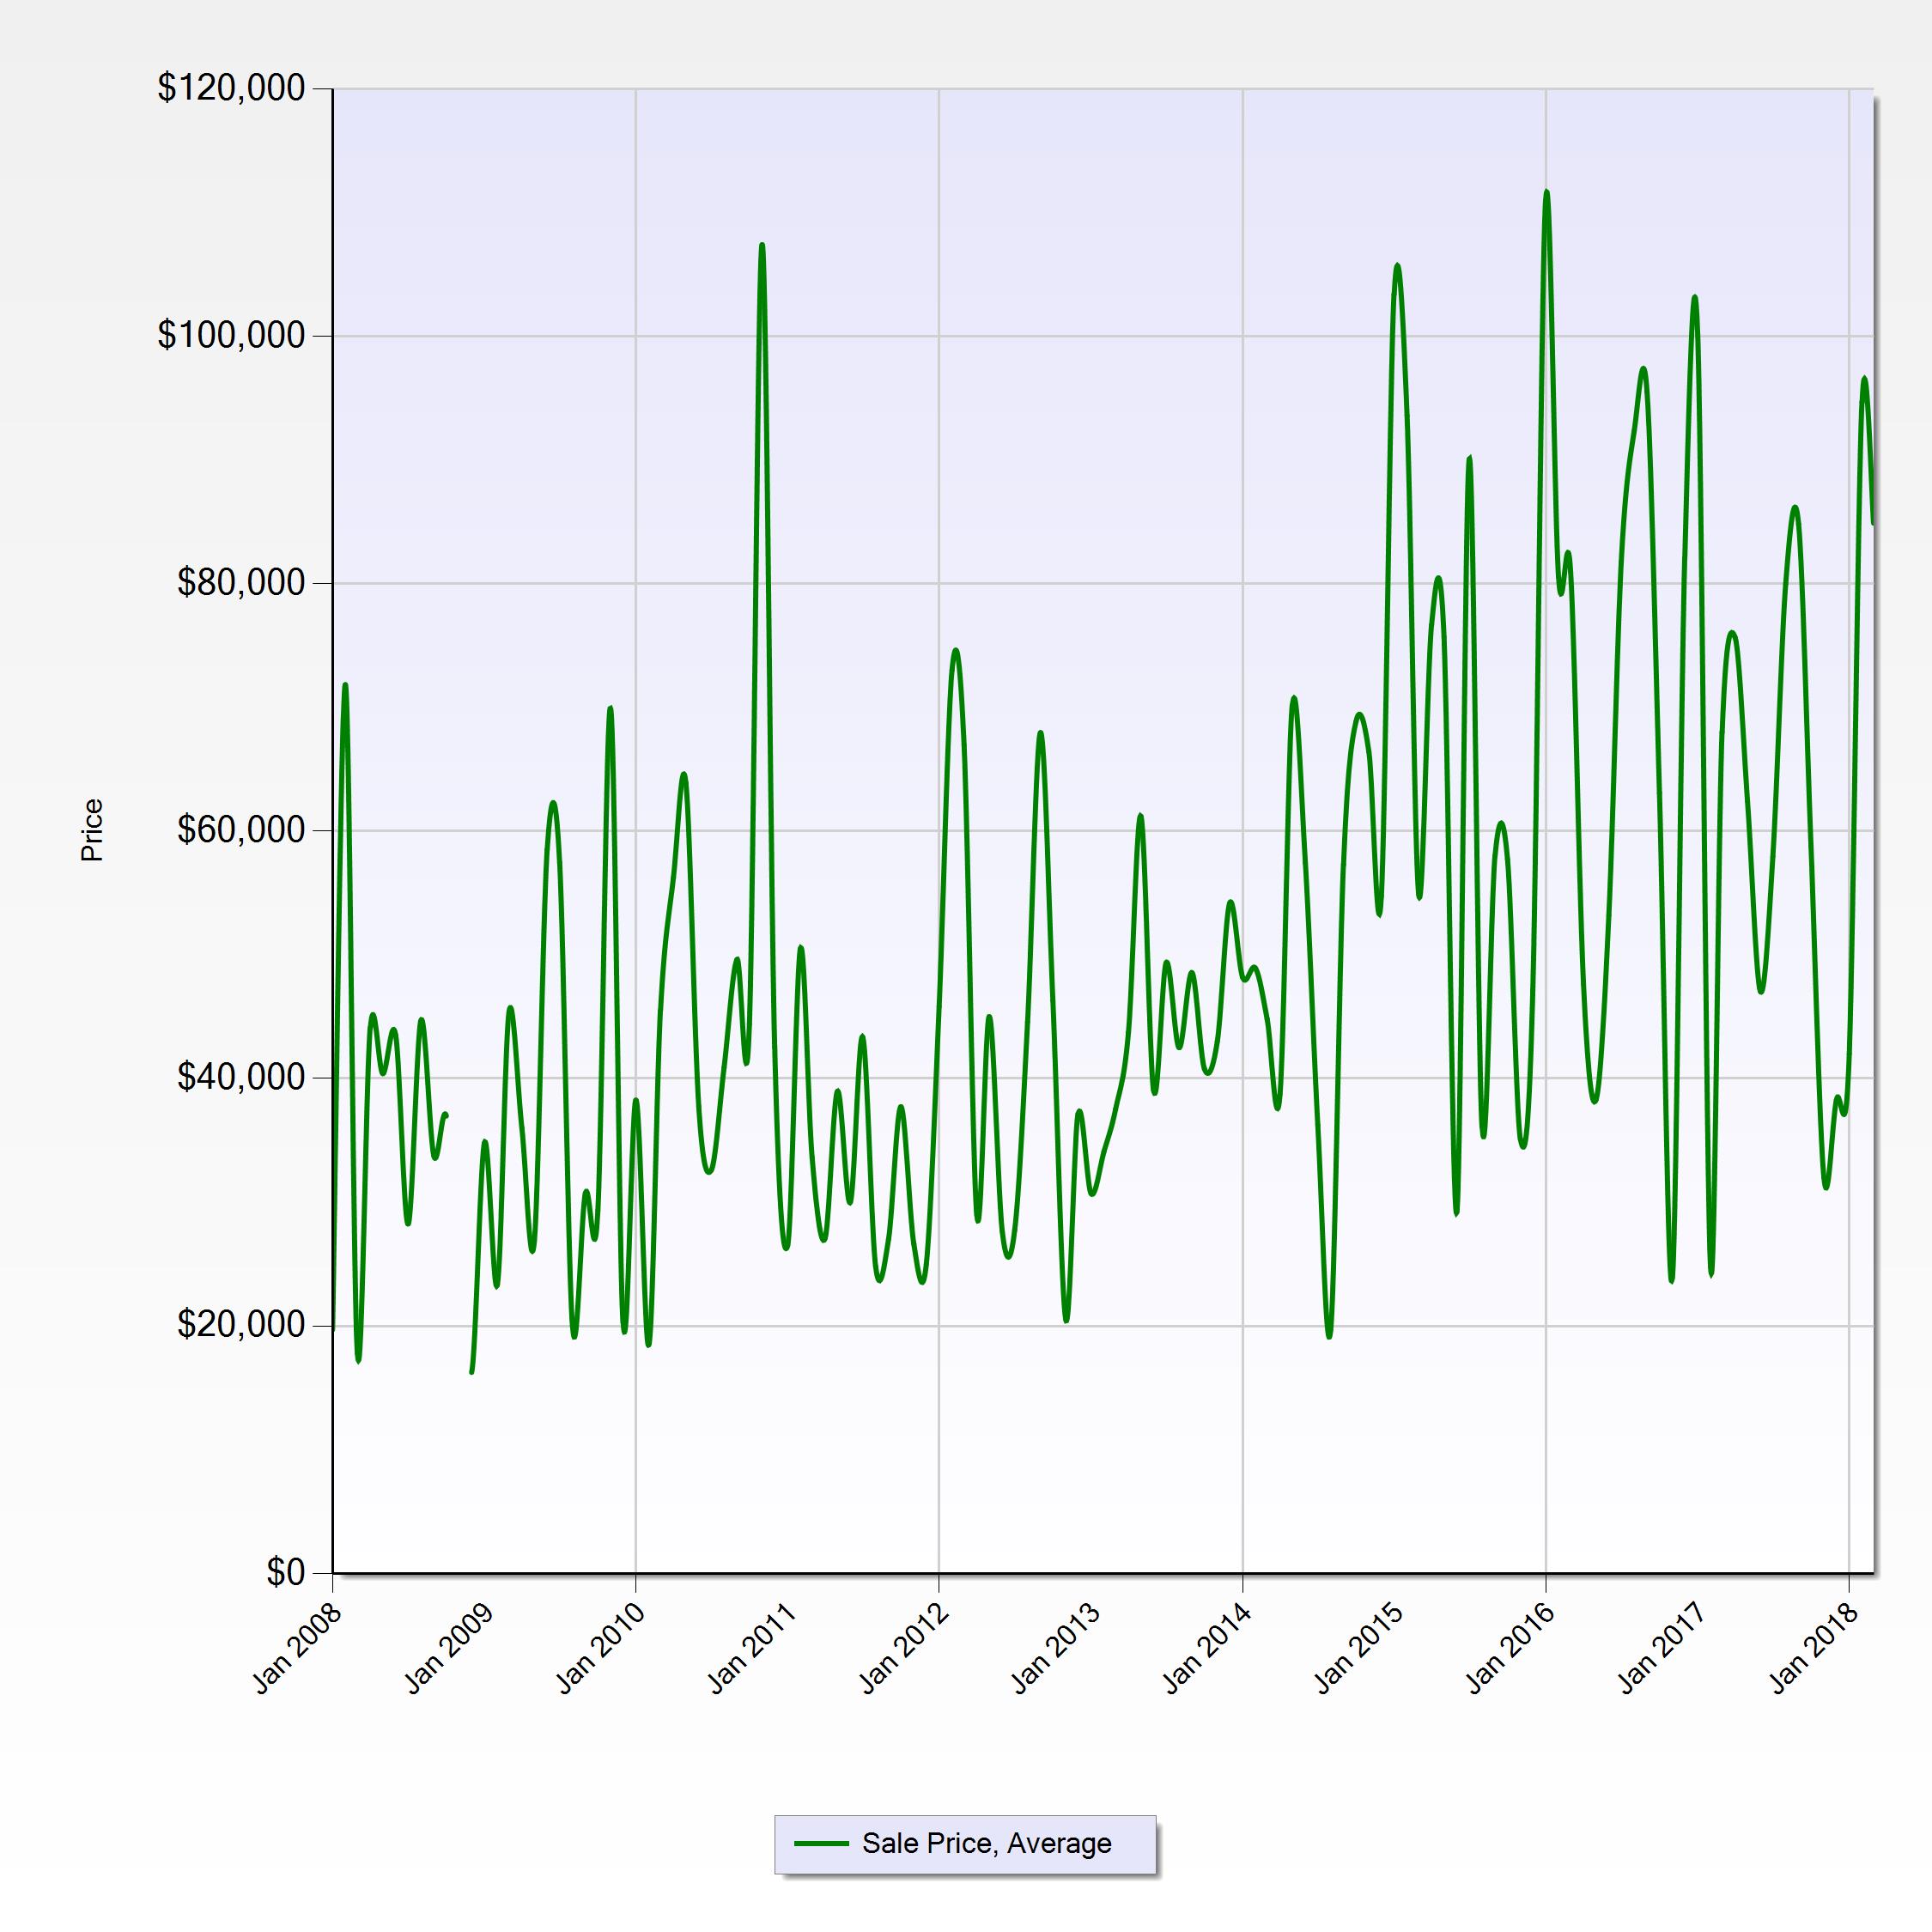 $120,000
$100,000
$80,000
$60,000
$40,000
$20,000
$0
Price
Jan 2008
Jan 2009
Jan 2010
Jan 2011
Jan 2012
Jan 2013
Jan 2014
Jan 2015
Jan 2016
Jan 2017
Jan 2018
Sale Price, Average